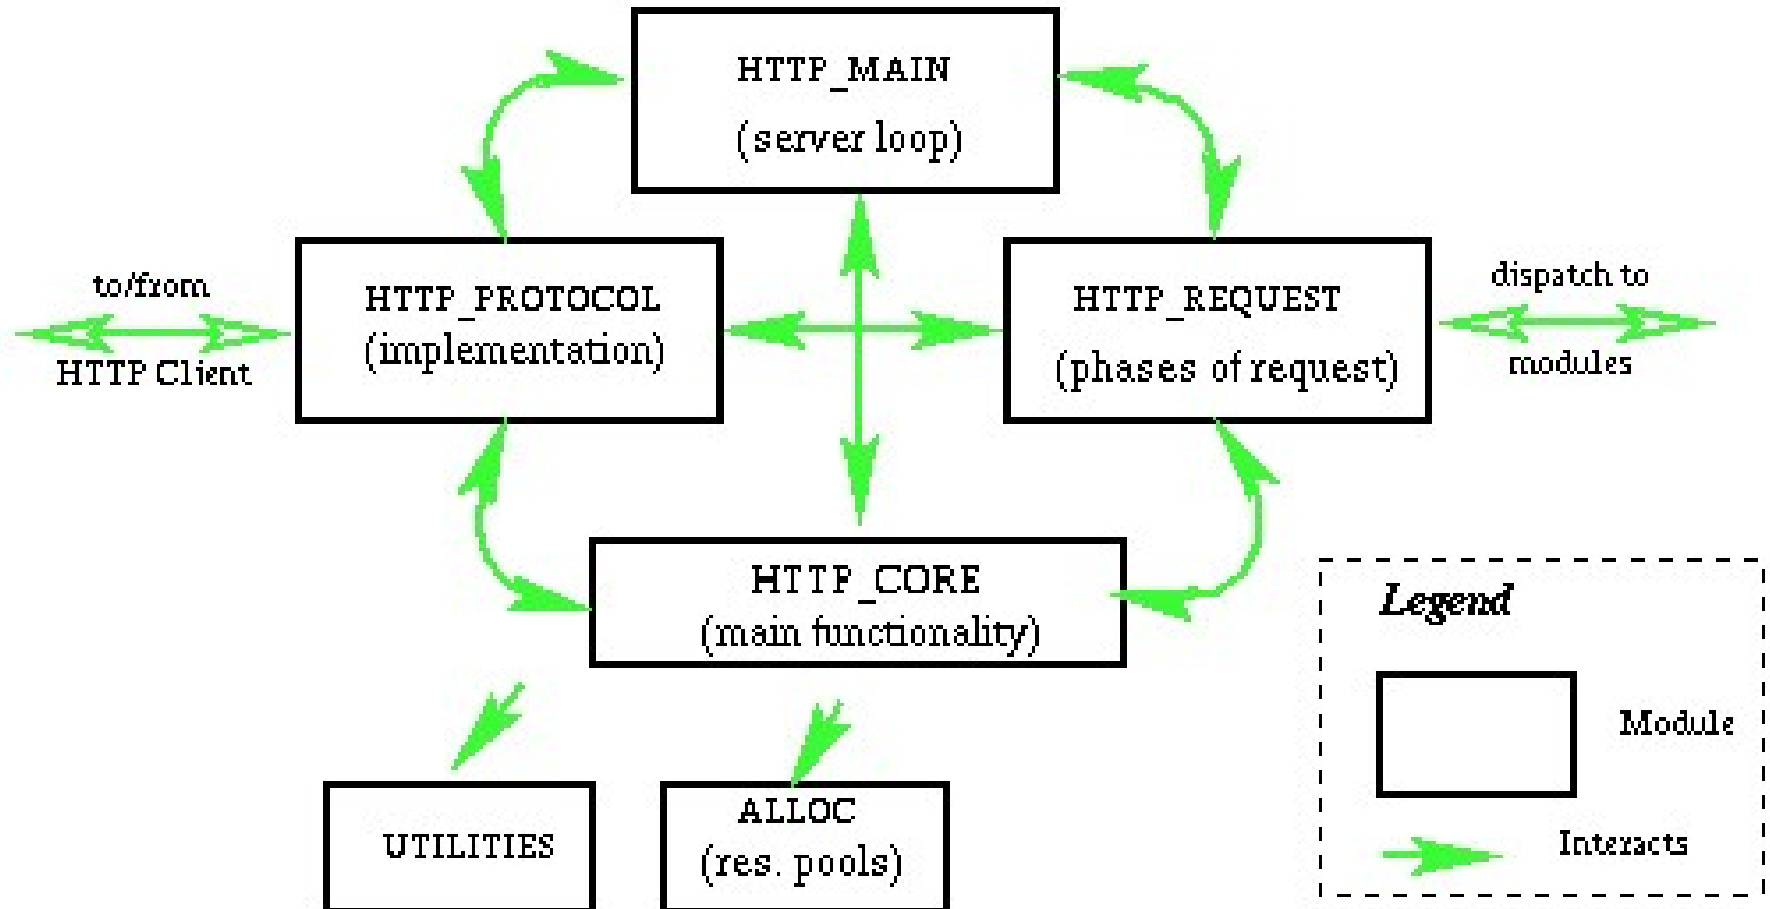 HTTP_MAIN
(server loop)
to/from
HTTP Client
HTTP_PROTOCOL
(implementation)
HTTP_REQUEST
(phases of request)
dispatch to
modules
HTTP_CORE
(main functionality)
UTILITIES
ALLOC
(res. pools)
Legend
Module
Interacts